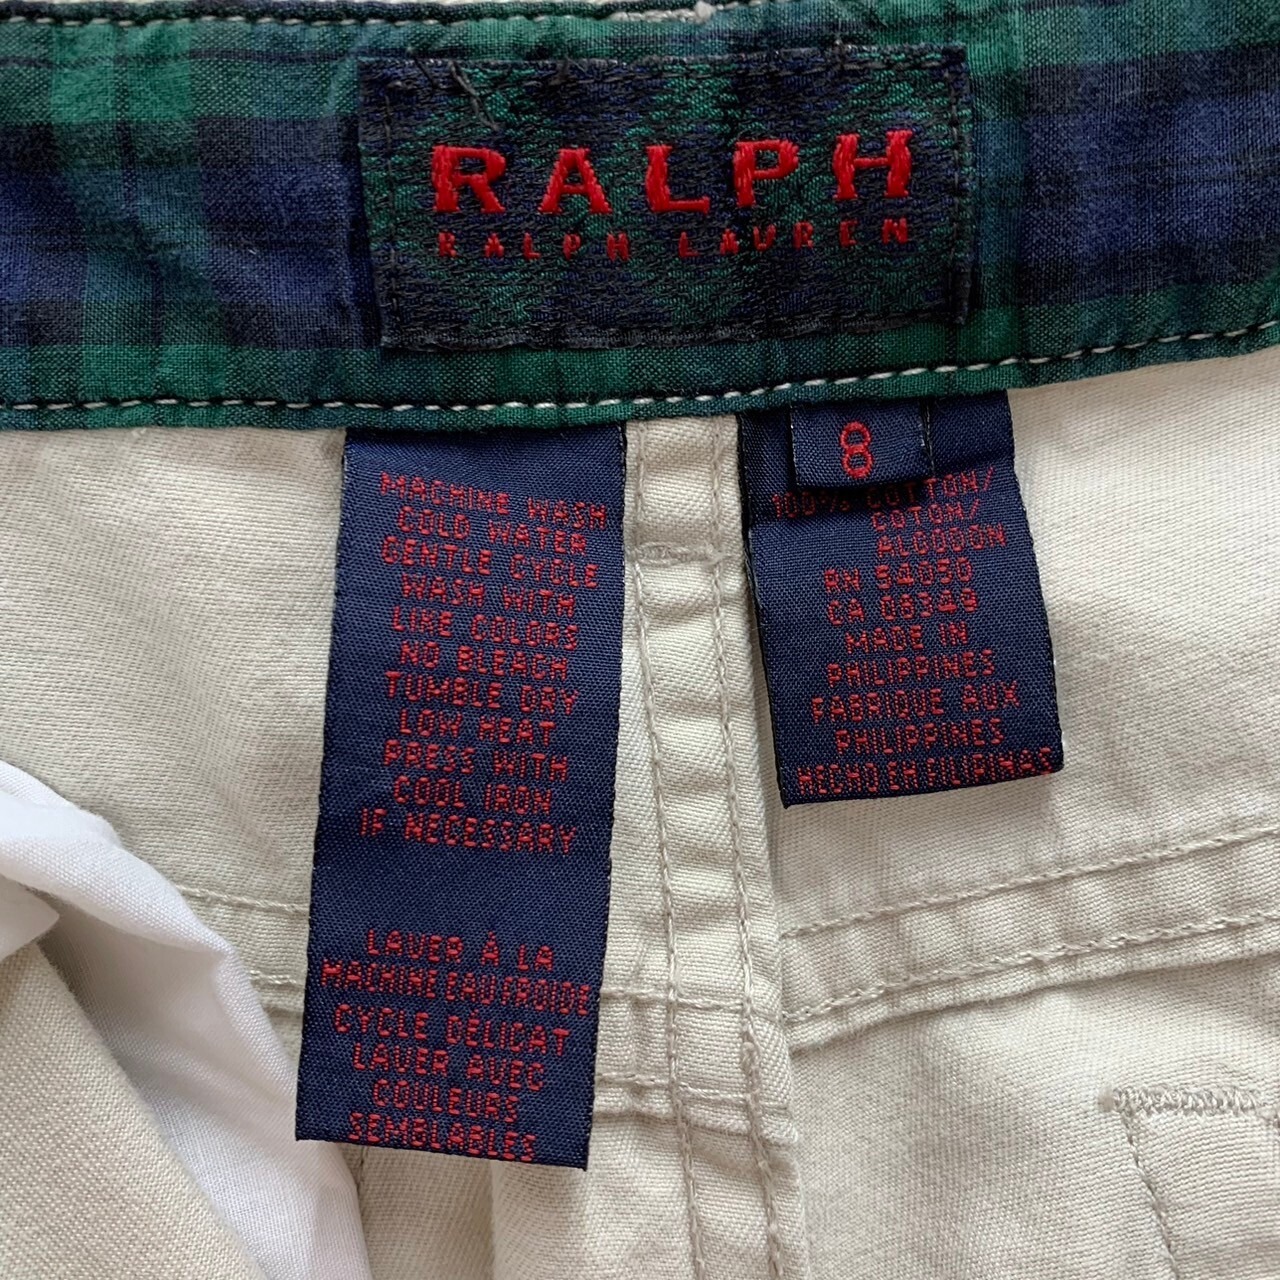 RALPH
RALPH LAUREN
MACHINE WASH
COLD WATER
GENTLE CYCLE
WASH WITH
LIKE COLORS
NO BLEACH
TUMBLE DRY
LOW HEAT
PRESS WITH
COOL IRON
IF NECESSARY
LAVER À LA
MACHINE EAU FROIDE
CYCLE DÉLICAT
LAVER AVEC
COULEURS
SEMBLABLES
8
100% COTTON/
COTON/
ALGODON
RN 54050
CA 08348
MADE IN
PHILIPPINES
FABRIQUE AUX
PHILIPPINES
HECHO EN FILIPINAS